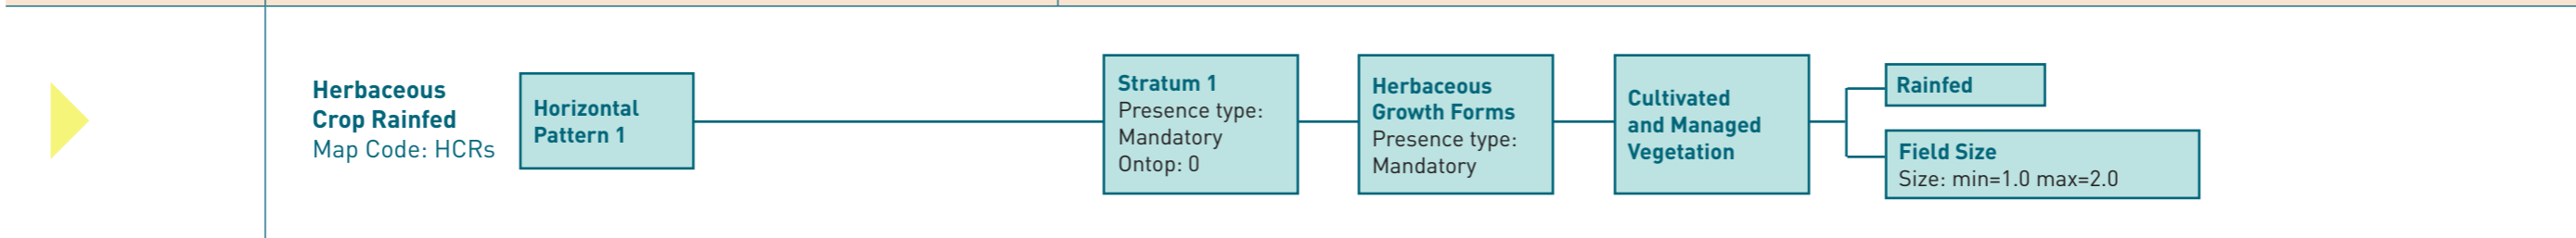 Herbaceous
Crop Rainfed
Map Code: HCRs
Horizontal
Pattern 1
Stratum 1
Presence type:
Mandatory
Ontop: 0
Herbaceous
Growth Forms
Presence type:
Mandatory
Cultivated
and Managed
Vegetation
Rainfed
Field Size
Size: min=1.0 max=2.0